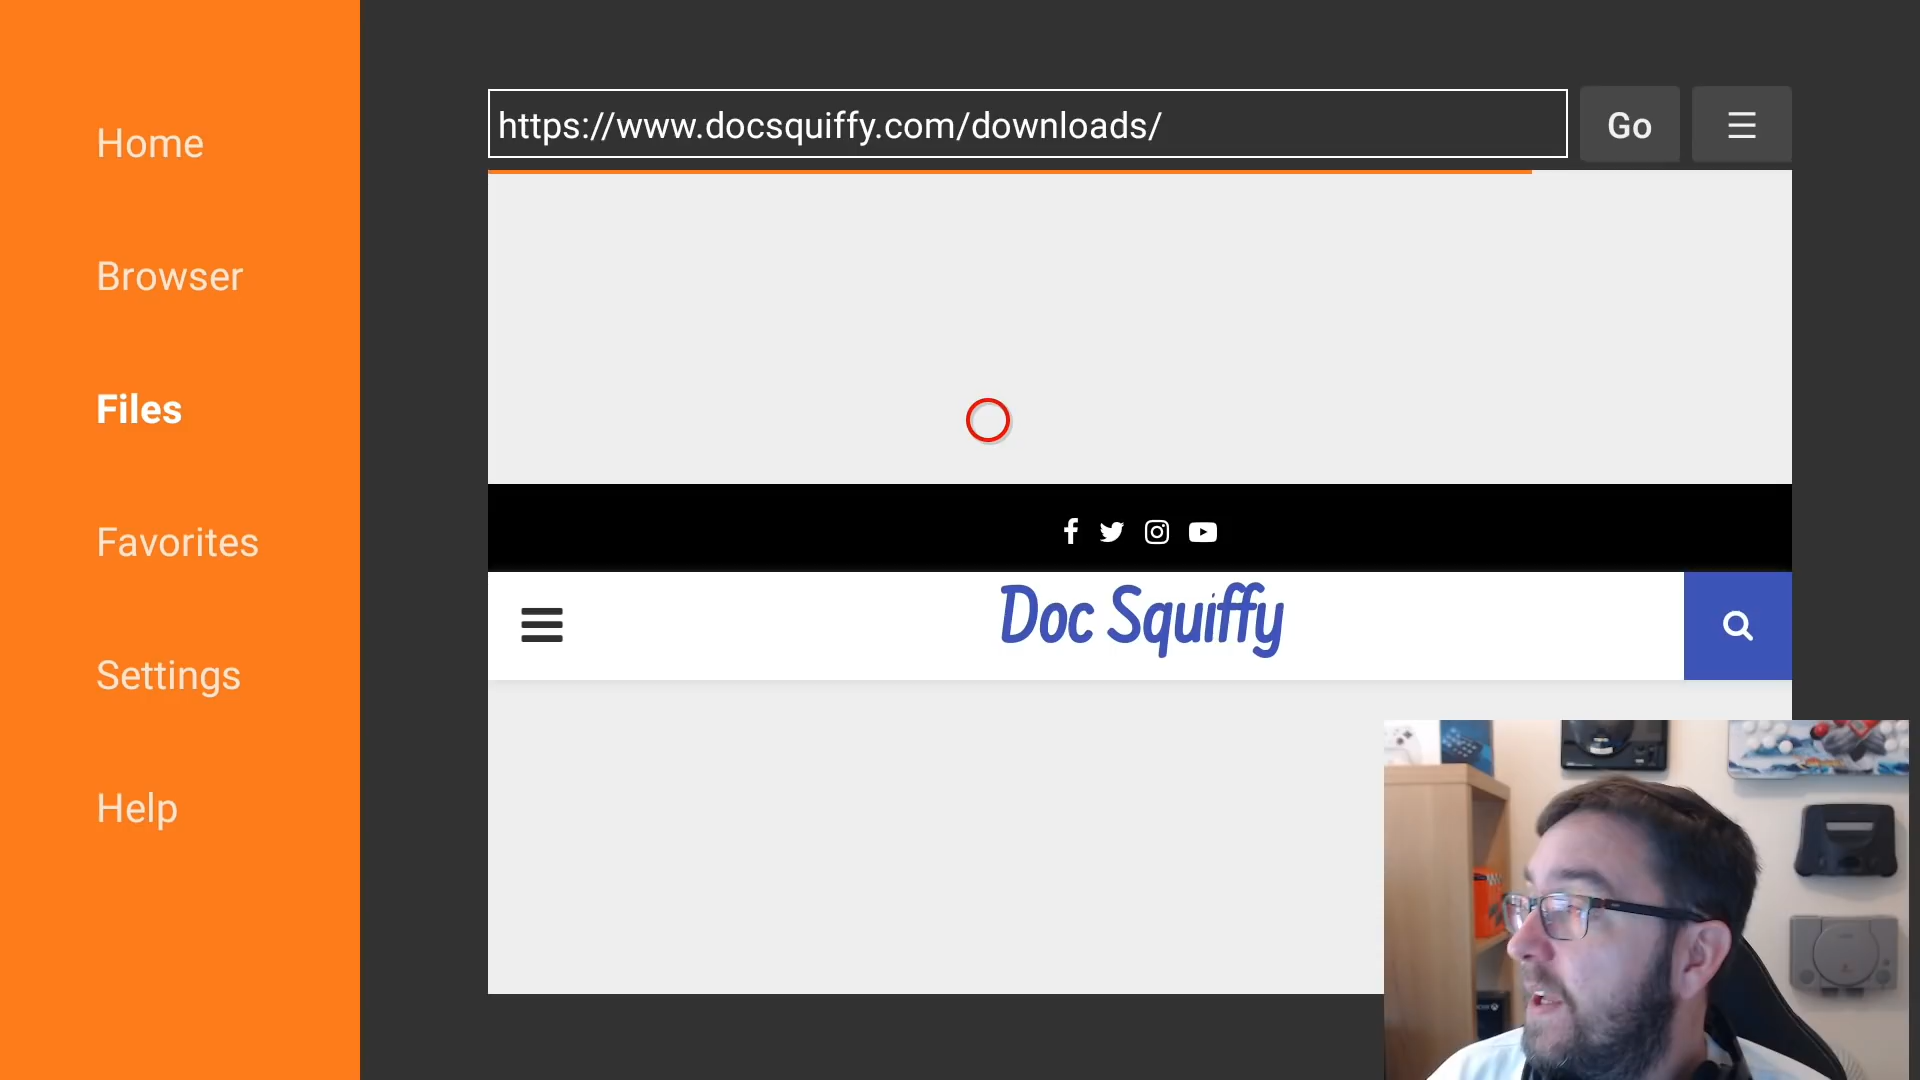 Home
Browser
Files
Favorites
Settings
Help
https://www.docsquiffy.com/downloads/
Go
Doc Squiffy